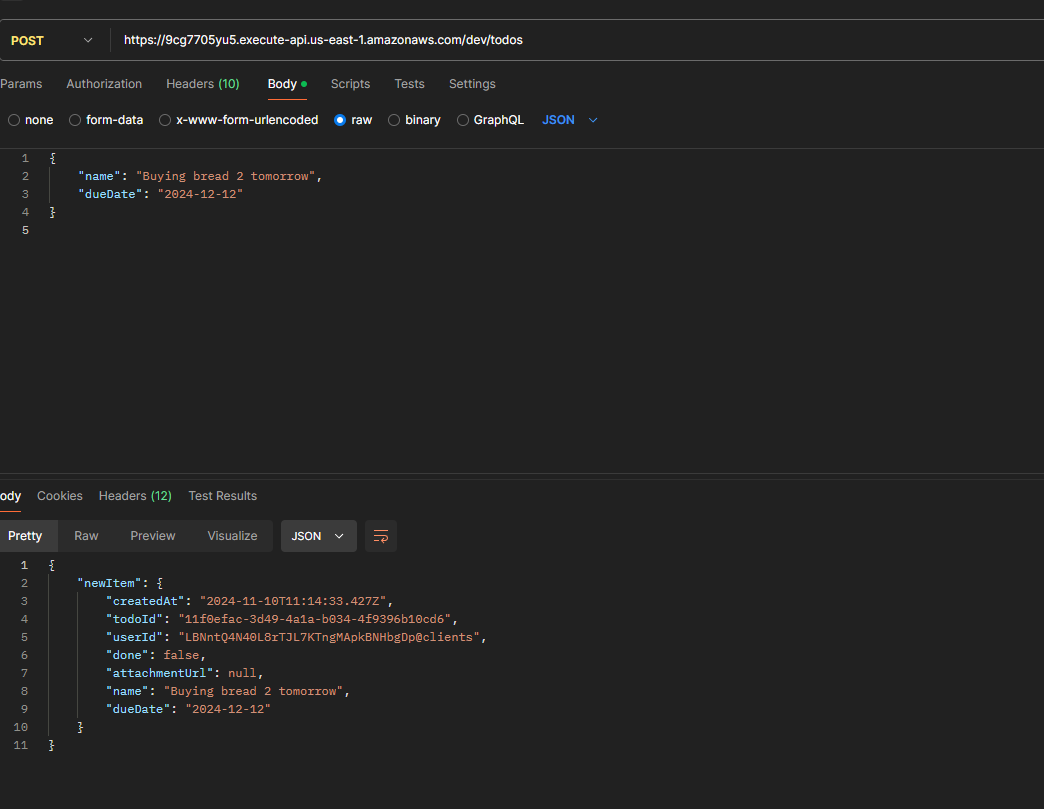 POST https://9cg7705yu5.execute-api.us-east-1.amazonaws.com/dev/todos
Params Authorization Headers (10) Body Scripts Tests Settings
none form-data x-www-form-urlencoded raw binary GraphQL JSON
1 {
2 "name": "Buying bread 2 tomorrow",
3 "dueDate": "2024-12-12"
4 }
5
ody Cookies Headers (12) Test Results
Pretty Raw Preview Visualize JSON
1 {
2 "newItem": {
3 "createdAt": "2024-11-10T11:14:33.427Z",
4 "todoId": "11f0efac-3d49-4a1a-b034-4f9396b10cd6",
5 "userId": "LBNntQ4N40L8rTJL7KTngMApkBNHbgDp@clients",
6 "done": false,
7 "attachmentUrl": null,
8 "name": "Buying bread 2 tomorrow",
9 "dueDate": "2024-12-12"
10 }
11 }